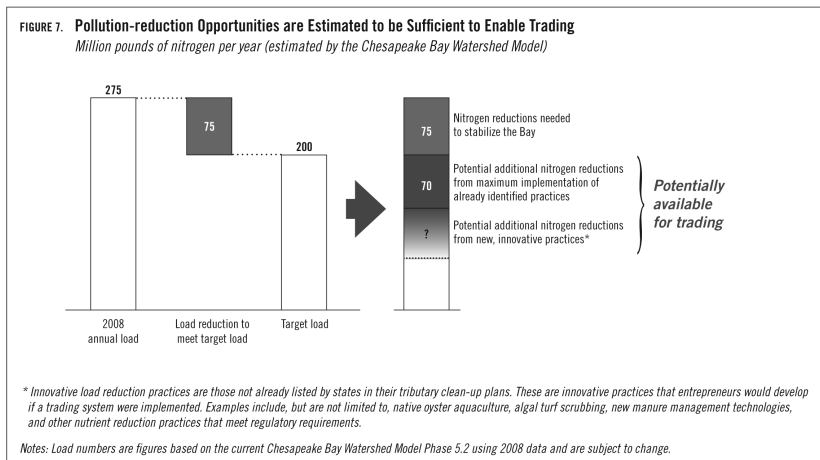 FIGURE 7. Pollution-reduction Opportunities are Estimated to be Sufficient to Enable Trading
Million pounds of nitrogen per year (estimated by the Chesapeake Bay Watershed Model)
275
75
200
2008
annual load
Load reduction to
meet target load
Target load
75
Nitrogen reductions needed
to stabilize the Bay
70
Potential additional nitrogen reductions
from maximum implementation of
already identified practices
?
Potential additional nitrogen reductions
from new, innovative practices*
Potentially
available
for trading
* Innovative load reduction practices are those not already listed by states in their tributary clean-up plans. These are innovative practices that entrepreneurs would develop
if a trading system were implemented. Examples include, but are not limited to, native oyster aquaculture, algal turf scrubbing, new manure management technologies,
and other nutrient reduction practices that meet regulatory requirements.
Notes: Load numbers are figures based on the current Chesapeake Bay Watershed Model Phase 5.2 using 2008 data and are subject to change.